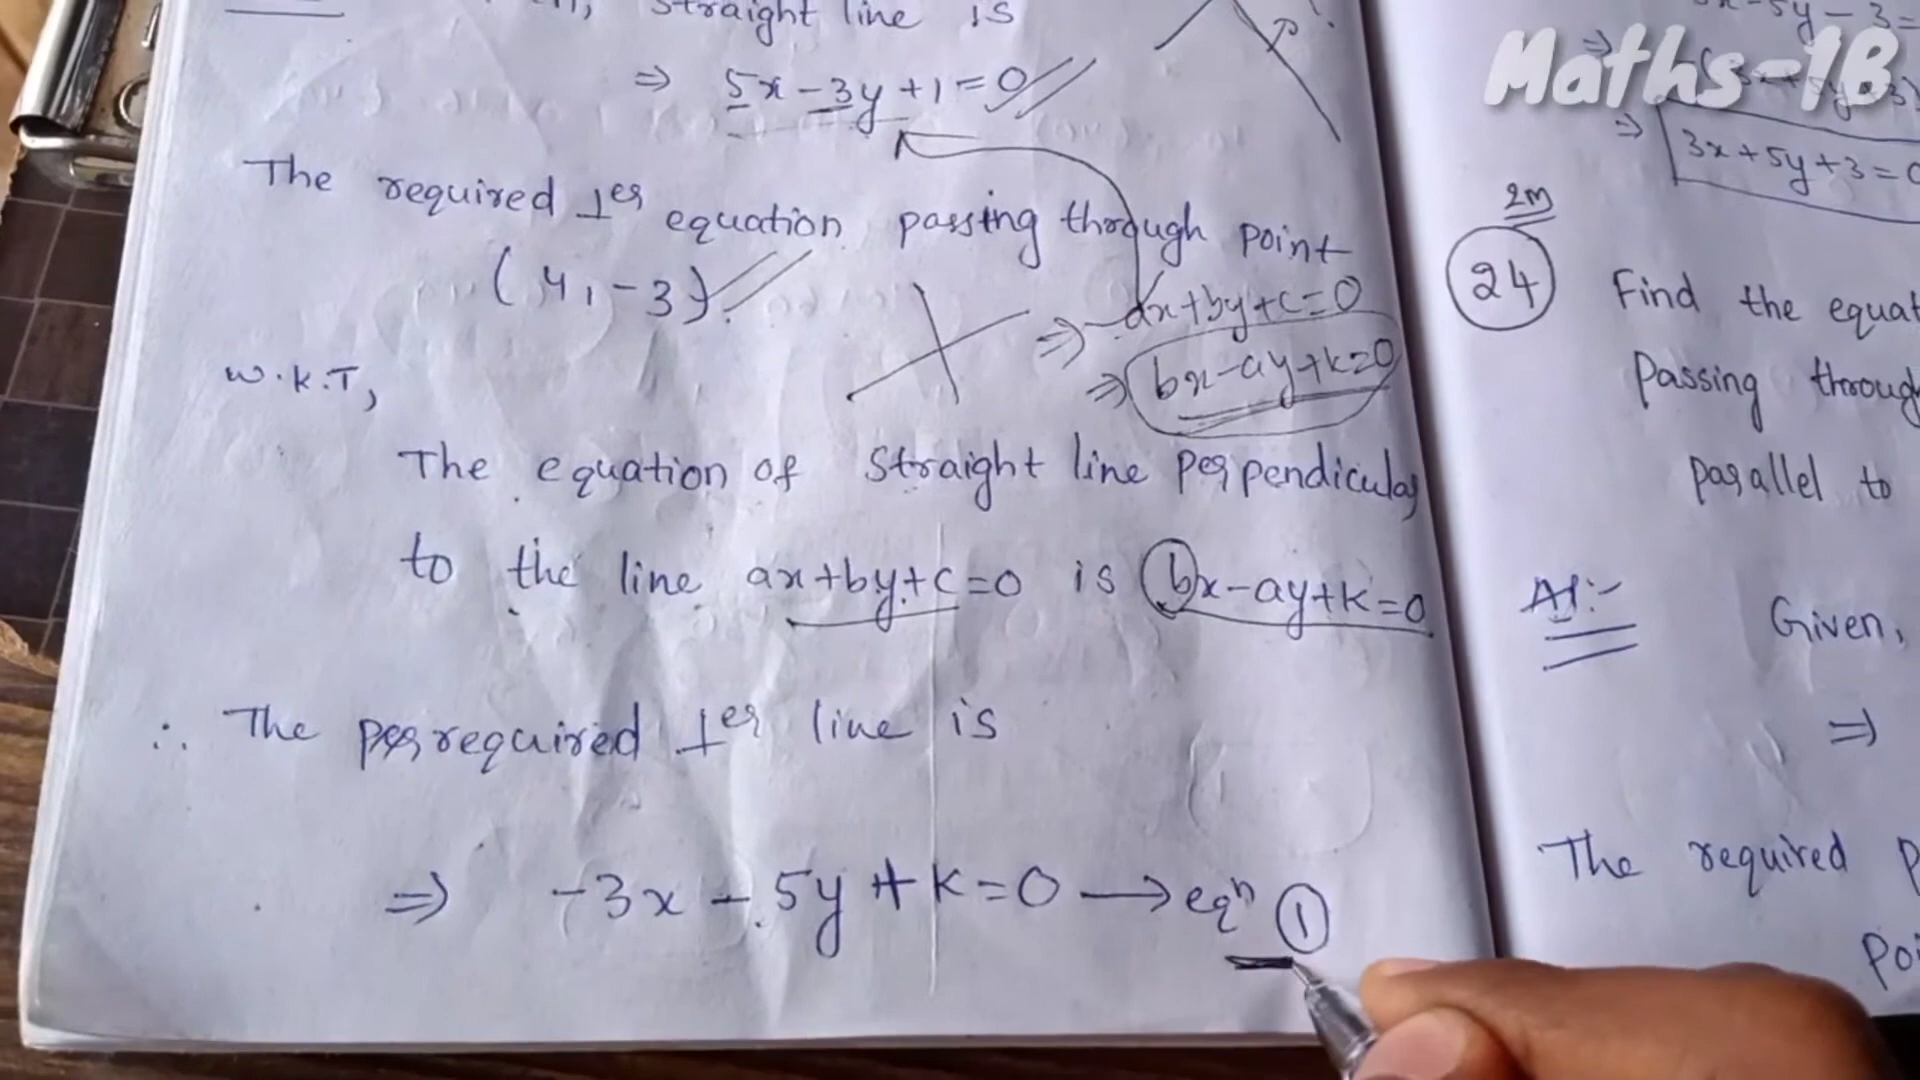 straight line is
⇒ 5x - 3y + 1 = 0
The required ⊥er equation passing through point
(4, -3).
⇒ ax+by+c=0
⇒ bx-ay+k=0
W.K.T,
The equation of straight line perpendicular
to the line ax+by+c=0 is bx-ay+k=0
∴ The required ⊥er line is
⇒ -3x - 5y + k = 0 → eqn ①
Maths-1B
⇒ 3x+5y+3=0
2M
24 Find the equat
Passing throug
parallel to
Given,
⇒
The required P
Poi